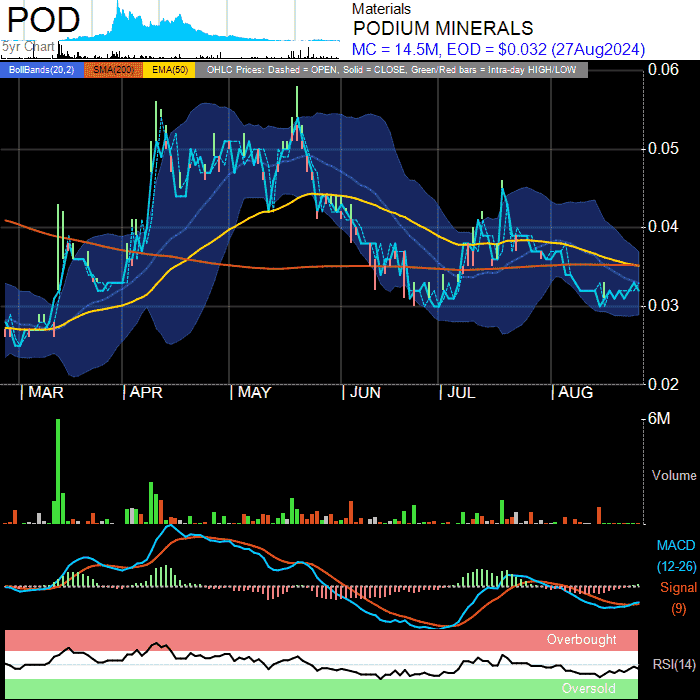 POD
5yr Chart
Materials
PODIUM MINERALS
MC = 14.5M, EOD = $0.032 (27Aug2024)
BollBands(20,2) SMA(200) EMA(50) OHLC Prices: Dashed = OPEN, Solid = CLOSE, Green/Red bars = Intra-day HIGH/LOW
0.06
0.05
0.04
0.03
0.02
| MAR | APR | MAY | JUN | JUL | AUG
6M
Volume
MACD
(12-26)
Signal
(9)
Overbought
RSI(14)
Oversold